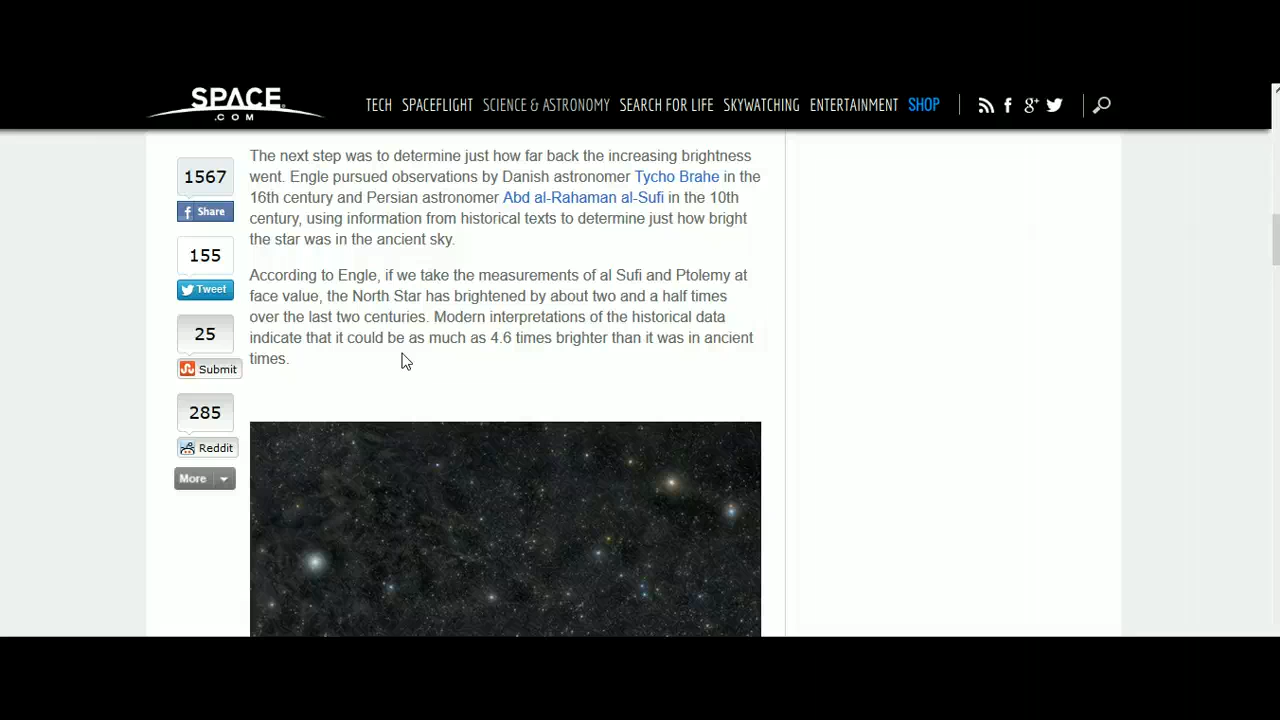 SPACE
.COM
TECH SPACEFLIGHT SCIENCE & ASTRONOMY SEARCH FOR LIFE SKYWATCHING ENTERTAINMENT SHOP
1567
Share
155
Tweet
25
Submit
285
Reddit
More
The next step was to determine just how far back the increasing brightness
went. Engle pursued observations by Danish astronomer Tycho Brahe in the
16th century and Persian astronomer Abd al-Rahaman al-Sufi in the 10th
century, using information from historical texts to determine just how bright
the star was in the ancient sky.
According to Engle, if we take the measurements of al Sufi and Ptolemy at
face value, the North Star has brightened by about two and a half times
over the last two centuries. Modern interpretations of the historical data
indicate that it could be as much as 4.6 times brighter than it was in ancient
times.